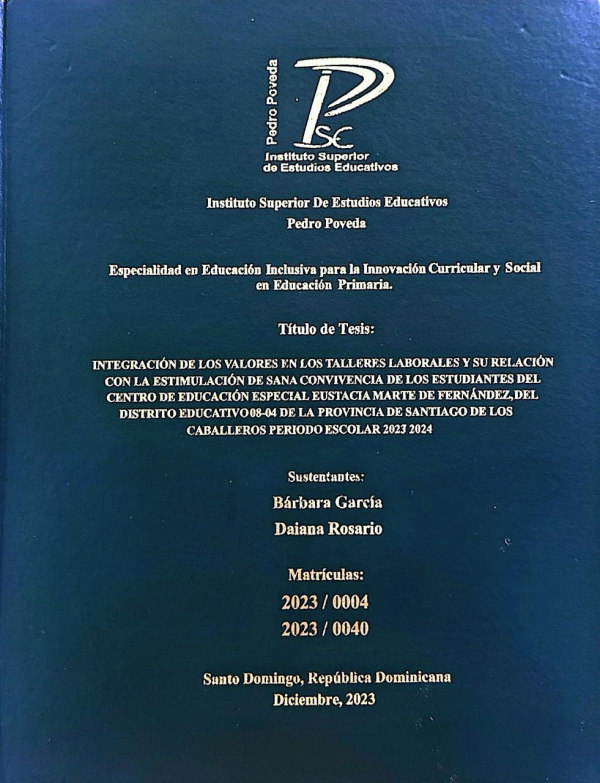 Pedro Poveda
PSE
Instituto Superior
de Estudios Educativos
Instituto Superior De Estudios Educativos
Pedro Poveda
Especialidad en Educación Inclusiva para la Innovación Curricular y Social
en Educación Primaria.
Título de Tesis:
INTEGRACIÓN DE LOS VALORES EN LOS TALLERES LABORALES Y SU RELACIÓN
CON LA ESTIMULACIÓN DE SANA CONVIVENCIA DE LOS ESTUDIANTES DEL
CENTRO DE EDUCACIÓN ESPECIAL EUSTACIA MARTE DE FERNÁNDEZ, DEL
DISTRITO EDUCATIVO 08-04 DE LA PROVINCIA DE SANTIAGO DE LOS
CABALLEROS PERIODO ESCOLAR 2023 2024
Sustentantes:
Bárbara García
Daiana Rosario
Matrículas:
2023 / 0004
2023 / 0040
Santo Domingo, República Dominicana
Diciembre, 2023